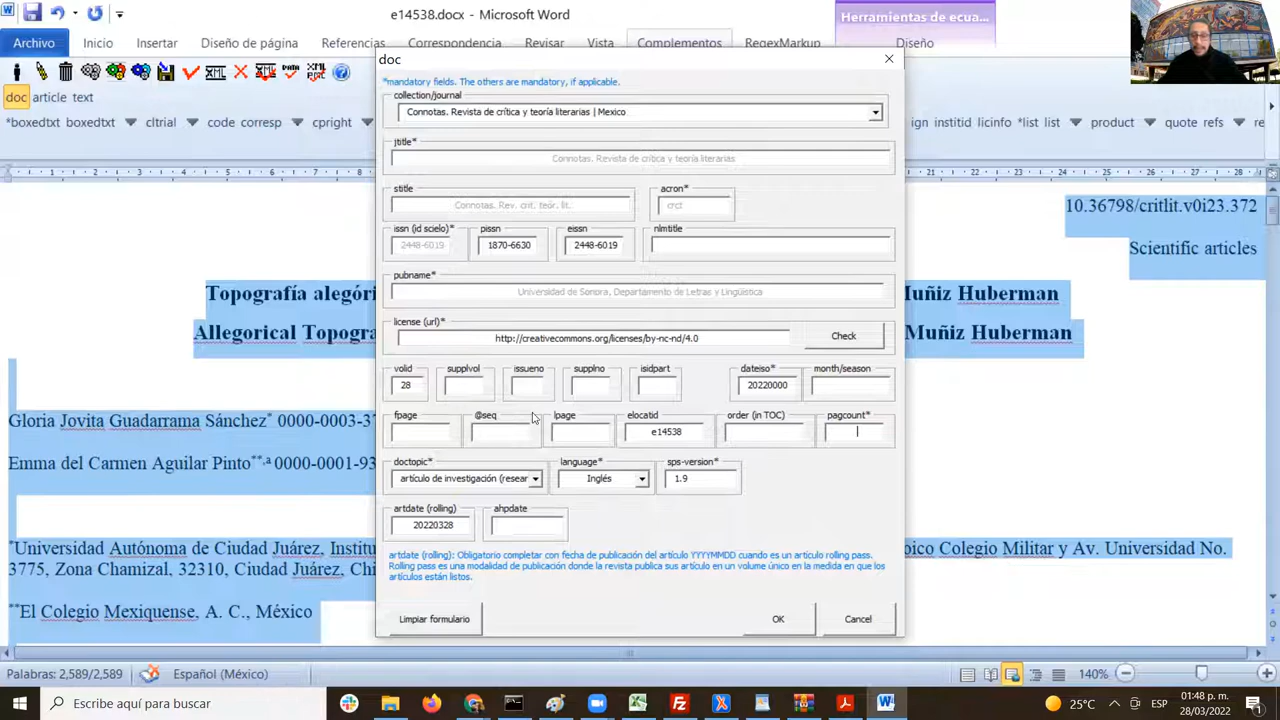 e14538.docx - Microsoft Word
Herramientas de ecua...
Archivo
Inicio
Insertar
Diseño de página
Referencias
Correspondencia
Revisar
Vista
Complementos
RegexMarkup
Diseño
doc article text
*boxedtxt boxedtxt
cltrial
code corresp
cpright
ign institid licinfo *list list
product
quote refs
re
doc
*mandatory fields. The others are mandatory, if applicable.
collection/journal
Connotas. Revista de crítica y teoría literarias | Mexico
jtitle*
Connotas. Revista de crítica y teoría literarias
stitle
acron*
Connotas. Rev. crit. teor. lit.
crct
issn (id scielo)*
pissn
eissn
nlmtitle
2448-6019
1870-6630
2448-6019
pubname*
Universidad de Sonora, Departamento de Letras y Lingüística
license (url)*
http://creativecommons.org/licenses/by-nc-nd/4.0
Check
volid
supplvol
issueno
supplno
isidpart
dateiso*
month/season
28
20220000
fpage
@seq
lpage
elocatid
order (in TOC)
pagcount*
e14538
doctopic*
language*
sps-version*
artículo de investigación (resear
Inglés
1.9
artdate (rolling)
ahpdate
20220328
artdate (rolling): Obligatorio completar con fecha de publicación del artículo YYYYMMDD cuando es un artículo rolling pass.
Rolling pass es una modalidad de publicación donde la revista publica sus artículo en un volume único en la medida en que los
artículos están listos.
Limpiar formulario
OK
Cancel
10.36798/critlit.v0i23.372
Scientific articles
Topografía alegóri
Muñiz Huberman
Allegorical Topogra
Muñiz Huberman
Gloria Jovita Guadarrama Sánchez* 0000-0003-37
Emma del Carmen Aguilar Pinto**,a 0000-0001-93
*Universidad Autónoma de Ciudad Juárez, Institu
oico Colegio Militar y Av. Universidad No.
3775, Zona Chamizal, 32310, Ciudad Juárez, Chi
**El Colegio Mexiquense, A. C., México
Palabras: 2,589/2,589
Español (México)
140%
Escribe aquí para buscar
25°C
ESP
01:48 p. m.
28/03/2022